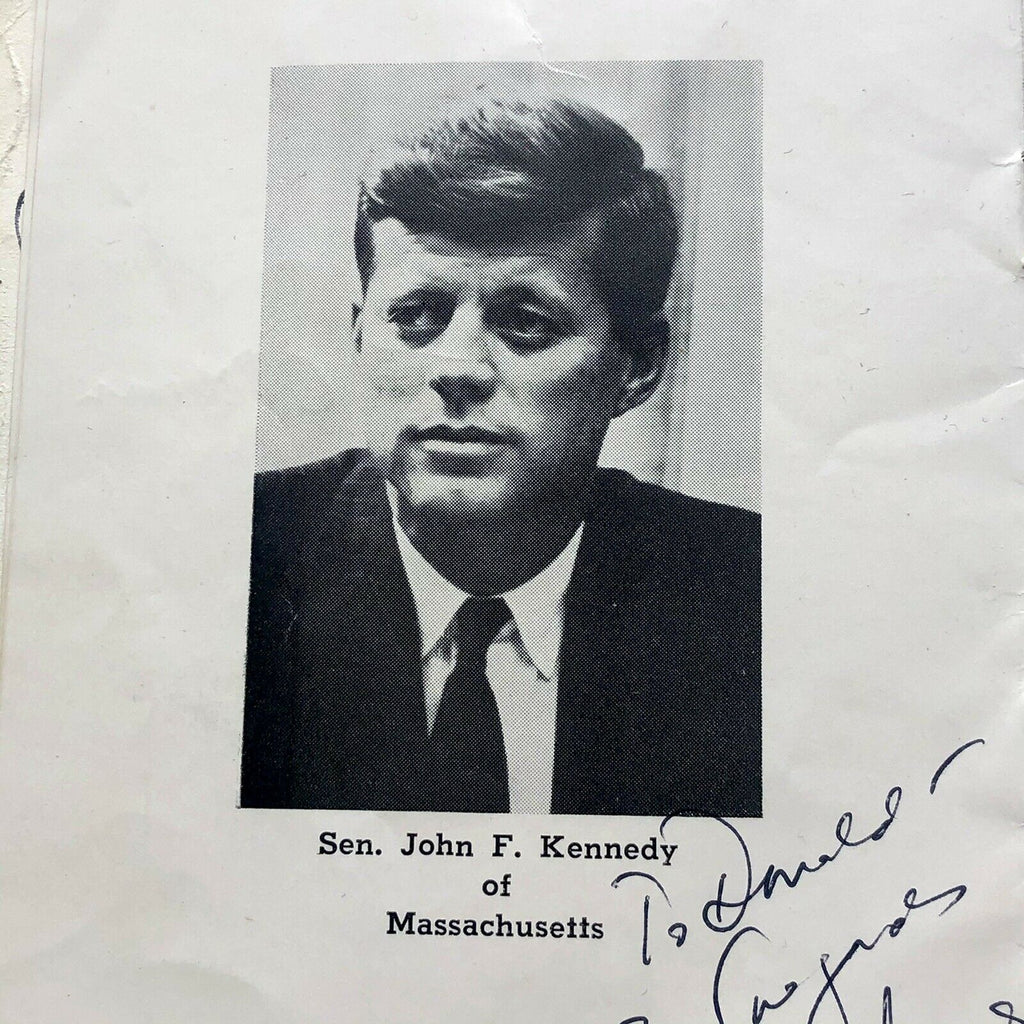 Sen. John F. Kennedy
of
Massachusetts
To Donald